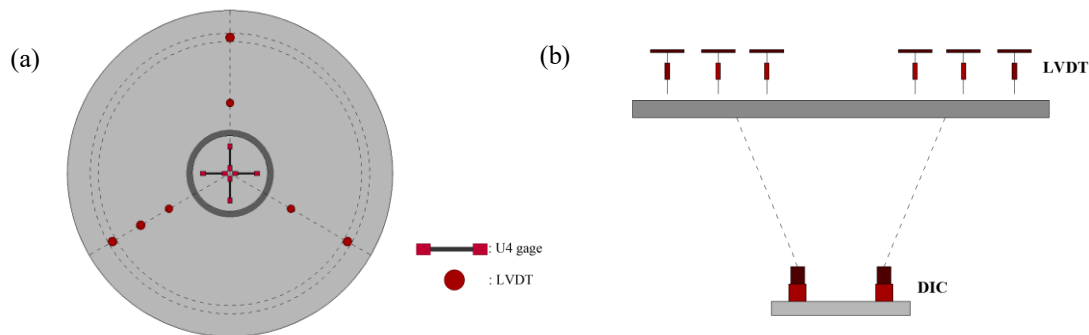 (a)
: U4 gage
: LVDT
(b)
LVDT
DIC